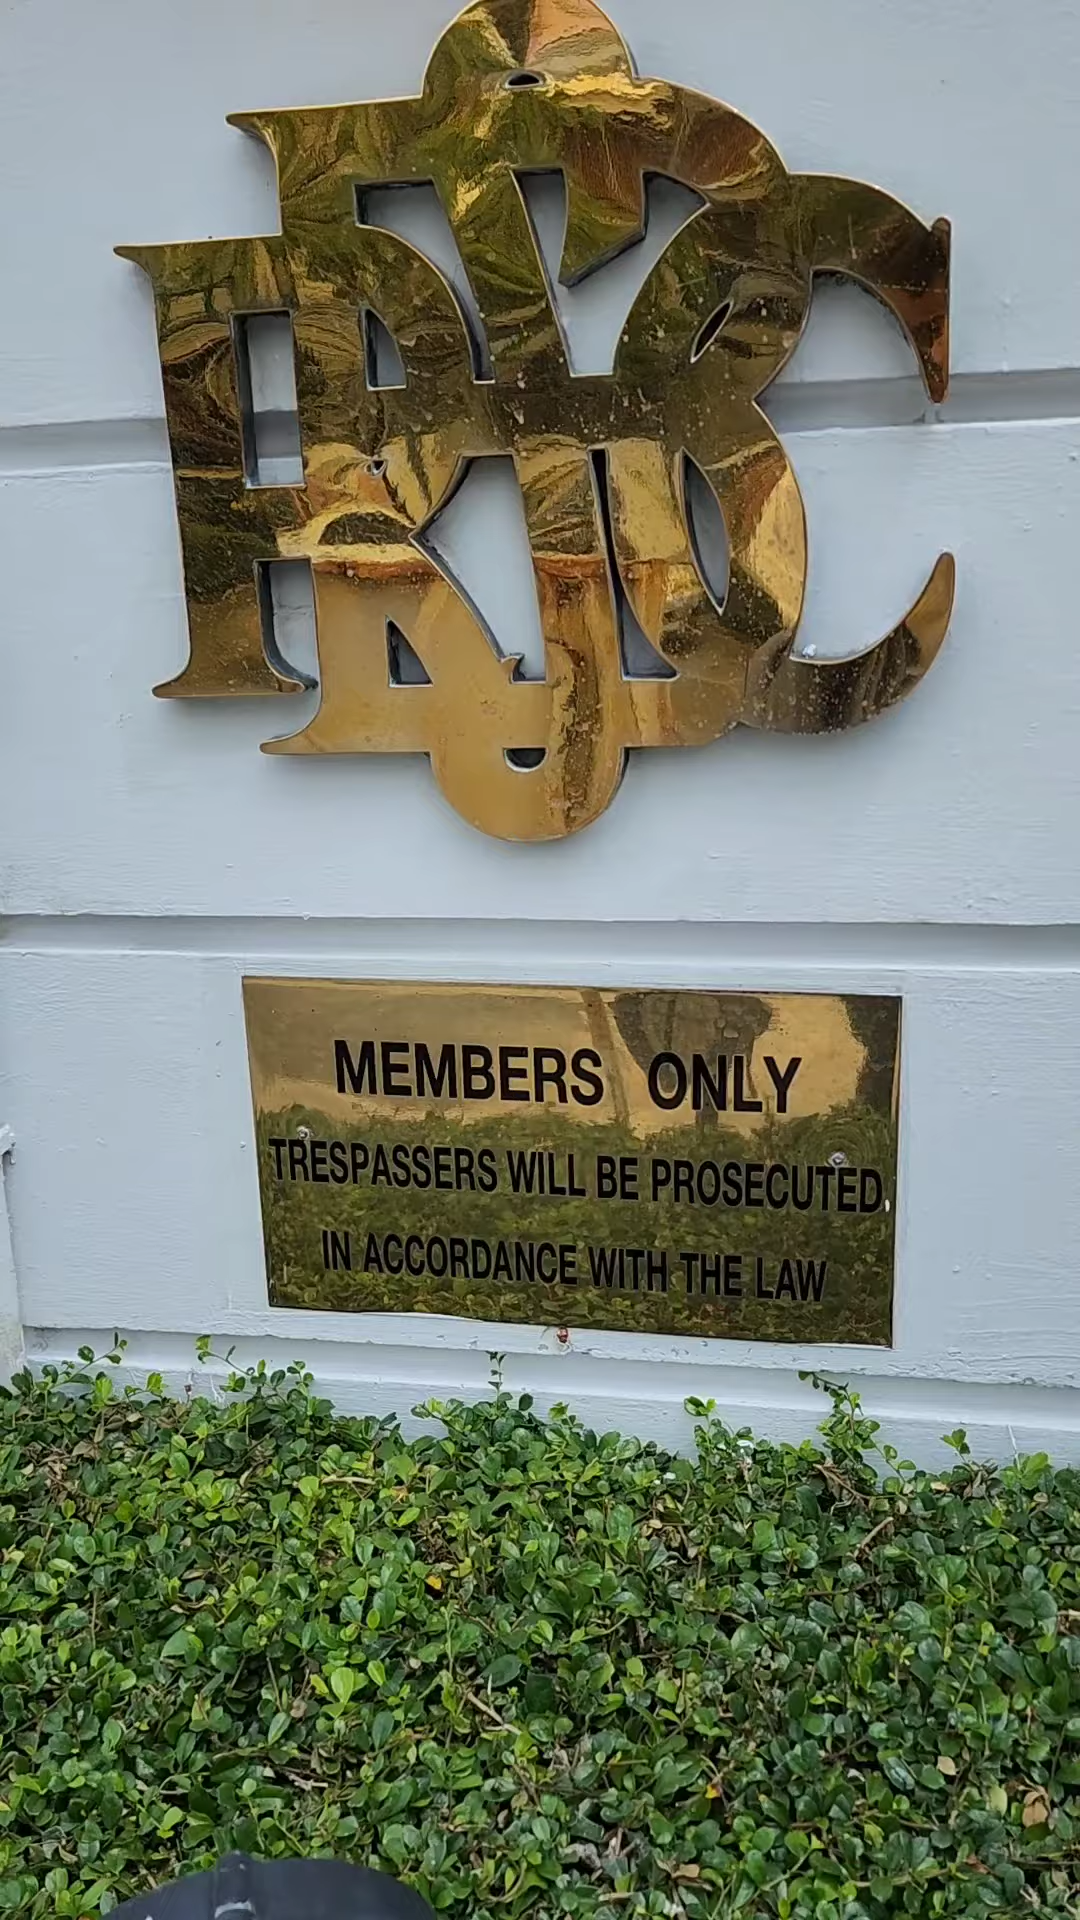 MEMBERS ONLY
TRESPASSERS WILL BE PROSECUTED
IN ACCORDANCE WITH THE LAW